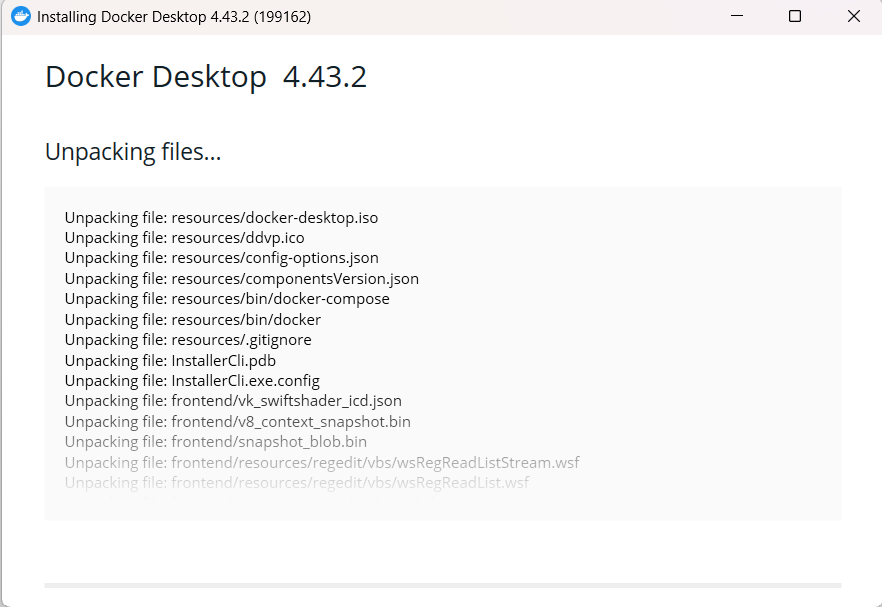 Installing Docker Desktop 4.43.2 (199162)
Docker Desktop 4.43.2
Unpacking files...
Unpacking file: resources/docker-desktop.iso
Unpacking file: resources/ddvp.ico
Unpacking file: resources/config-options.json
Unpacking file: resources/componentsVersion.json
Unpacking file: resources/bin/docker-compose
Unpacking file: resources/bin/docker
Unpacking file: resources/.gitignore
Unpacking file: InstallerCli.pdb
Unpacking file: InstallerCli.exe.config
Unpacking file: frontend/vk_swiftshader_icd.json
Unpacking file: frontend/v8_context_snapshot.bin
Unpacking file: frontend/snapshot_blob.bin
Unpacking file: frontend/resources/regedit/vbs/wsRegReadListStream.wsf
Unpacking file: frontend/resources/regedit/vbs/wsRegReadList.wsf